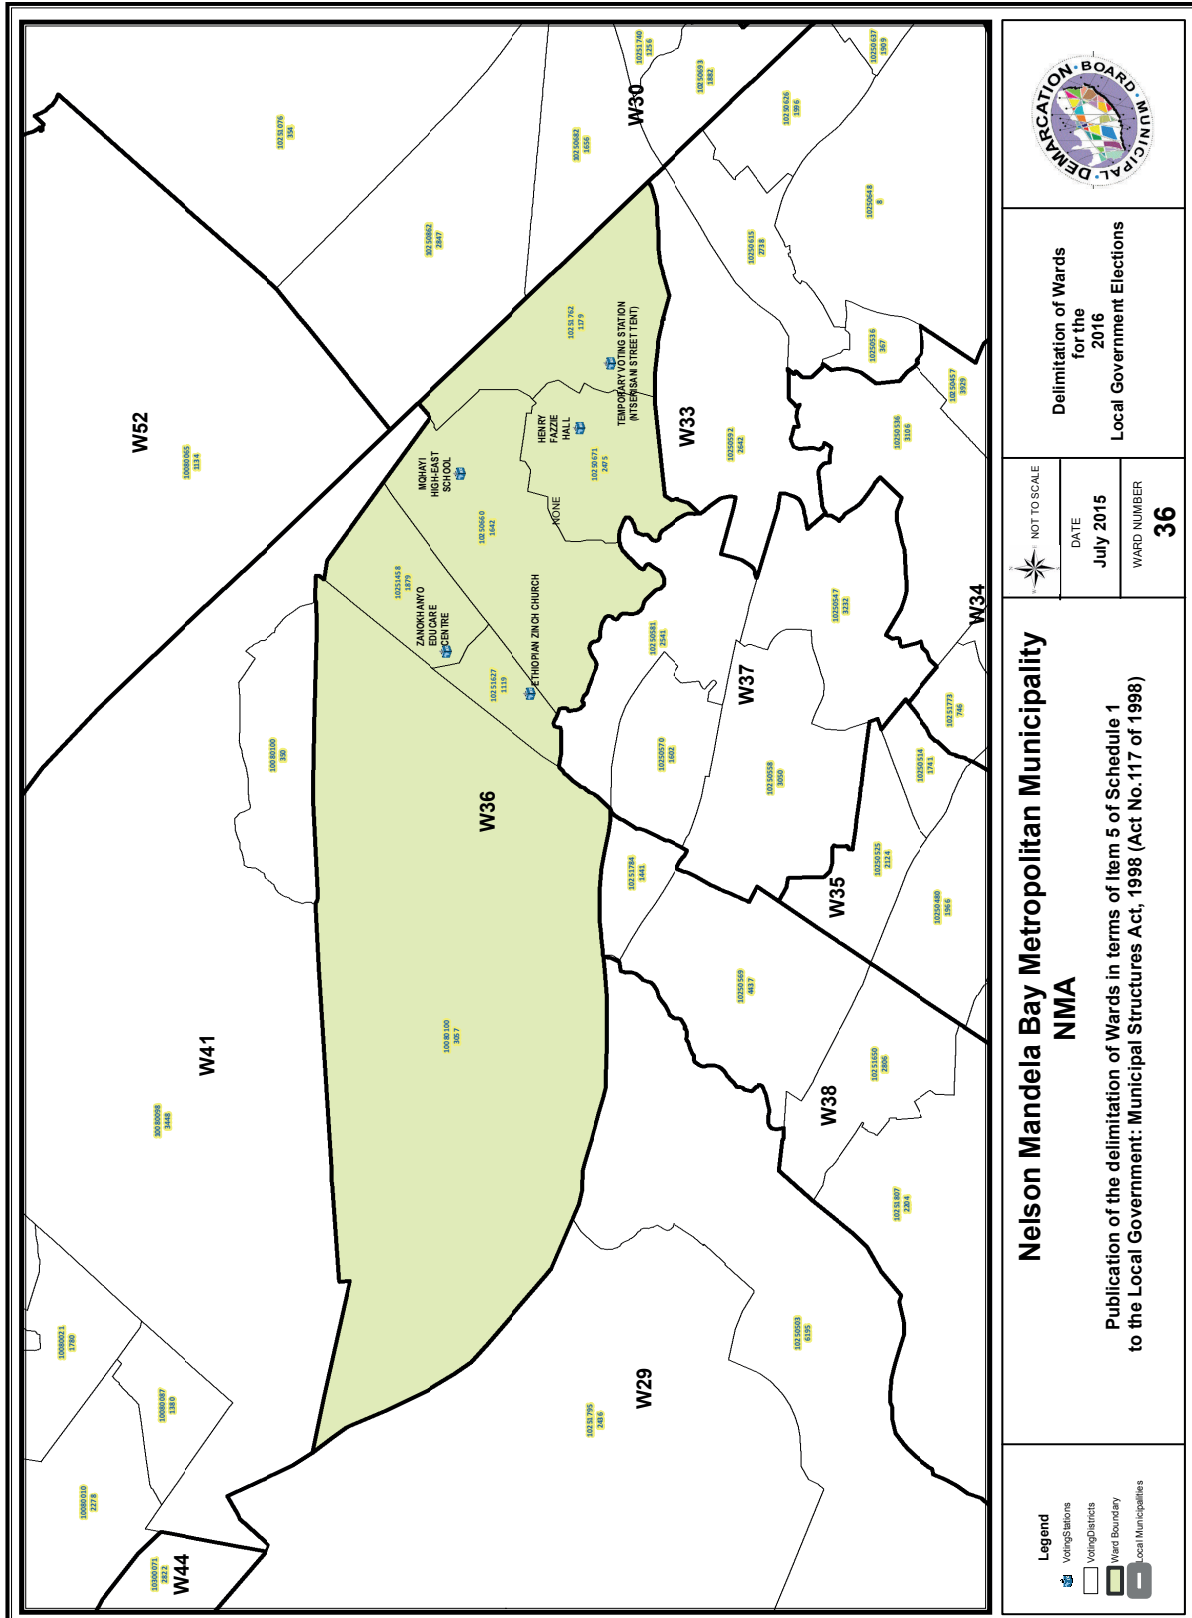 W52
W41
W44
W36
W30
W33
W37
W34
W35
W38
W29
10251076
354
10250862
2847
10250682
1656
10251740
1256
10250693
1882
10250637
1909
10250626
1996
10250648
8
10250615
2738
10250536
367
10250457
3929
10250536
3106
10250592
2642
10251762
1179
TEMPORARY VOTING STATION
(NTSEKISANI STREET TENT)
HENRY
FAZZIE
HALL
10250671
2475
NONE
MQHAYI
HIGH-EAST
SCHOOL
10250660
1642
10251458
1879
ZANOKHANYO
EDUCARE
CENTRE
10251627
1119
ETHIOPIAN ZINCH CHURCH
10080065
1134
10080100
350
10080100
3057
10080098
3448
10080021
1780
10080087
1380
10080010
2278
10300071
2822
10250581
2541
10250570
1602
10250547
3232
10250558
3050
10251773
746
10250514
1741
10250525
2124
10250480
1966
10251784
1441
10250569
4437
10251650
2806
10251807
2204
10250503
6195
10251795
2436
Legend
VotingStations
VotingDistricts
Ward Boundary
Local Municipalities
Nelson Mandela Bay Metropolitan Municipality
NMA
Publication of the delimitation of Wards in terms of Item 5 of Schedule 1
to the Local Government: Municipal Structures Act, 1998 (Act No.117 of 1998)
NOT TO SCALE
DATE
July 2015
WARD NUMBER
36
Delimitation of Wards
for the
2016
Local Government Elections
MUNICIPAL • DEMARCATION • BOARD